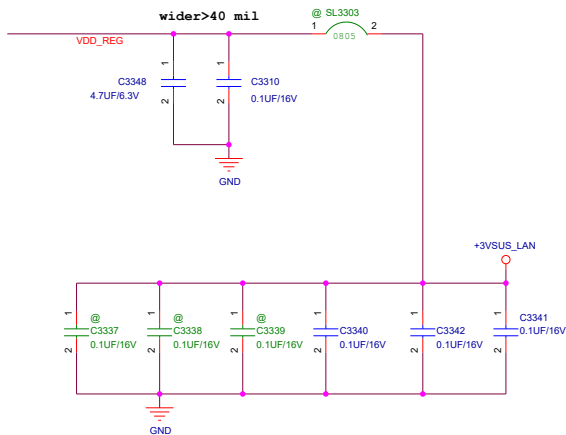 wider>40 mil
@ SL3303
1
2
0805
VDD_REG
1
C3348
2
4.7UF/6.3V
1
C3310
2
0.1UF/16V
GND
+3VSUS_LAN
1
@
C3337
2
0.1UF/16V
1
@
C3338
2
0.1UF/16V
1
@
C3339
2
0.1UF/16V
1
C3340
2
0.1UF/16V
1
C3342
2
0.1UF/16V
1
C3341
2
0.1UF/16V
GND